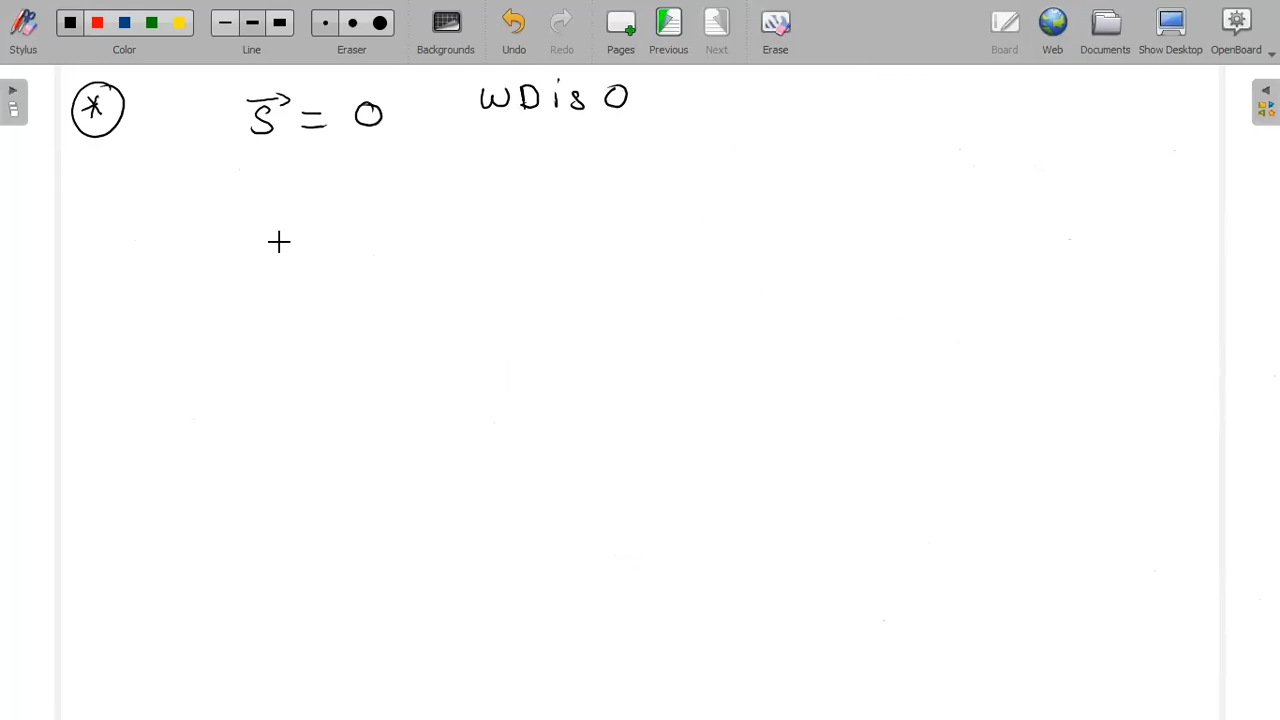 Stylus Color Line Eraser Backgrounds Undo Redo Pages Previous Next Erase Board Web Documents Show Desktop OpenBoard
* S⃗ = 0 WD is 0